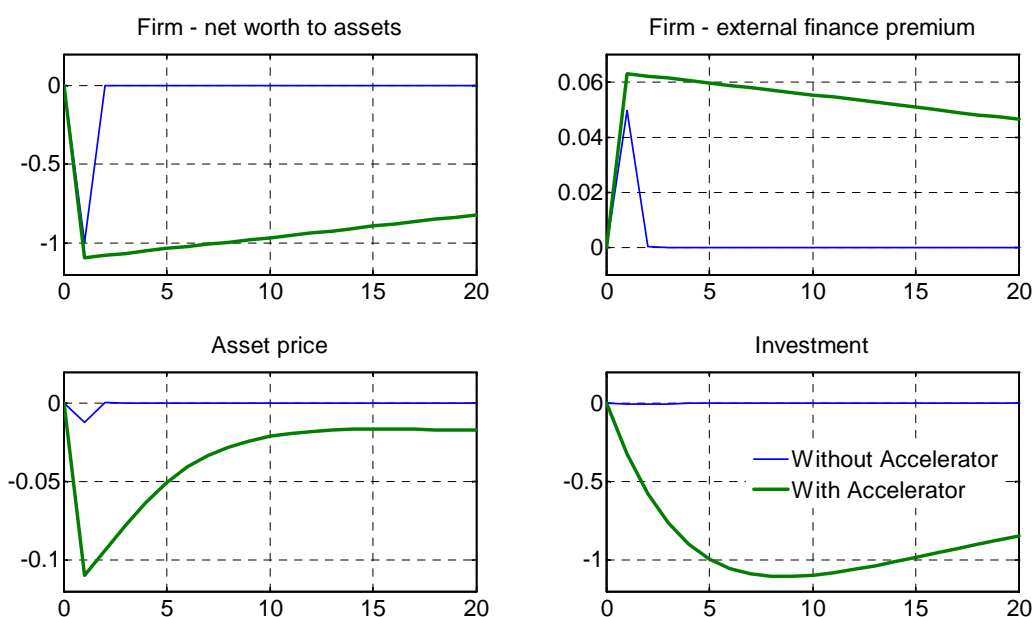 Firm - net worth to assets
0
-0.5
-1
0 5 10 15 20
Firm - external finance premium
0.06
0.04
0.02
0
0 5 10 15 20
Asset price
0
-0.05
-0.1
0 5 10 15 20
Investment
0
-0.5
-1
Without Accelerator
With Accelerator
0 5 10 15 20